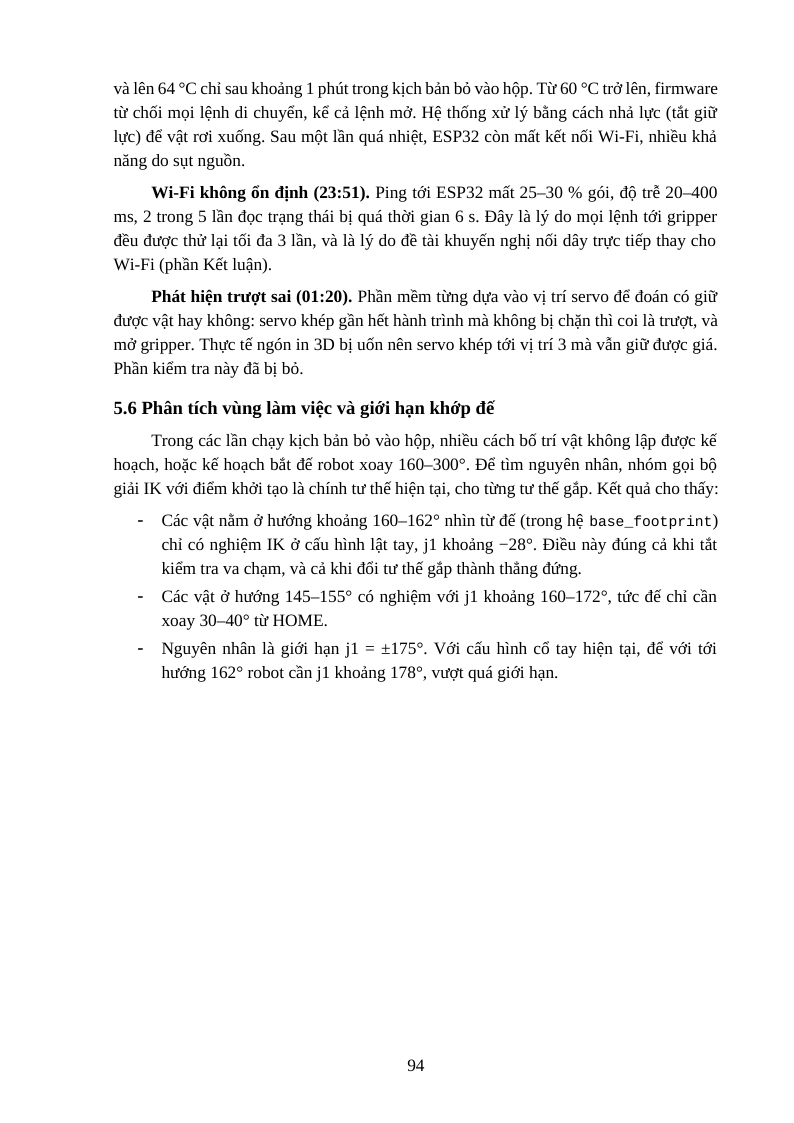 và lên 64 °C chỉ sau khoảng 1 phút trong kịch bản bỏ vào hộp. Từ 60 °C trở lên, firmware
từ chối mọi lệnh di chuyển, kể cả lệnh mở. Hệ thống xử lý bằng cách nhả lực (tắt giữ
lực) để vật rơi xuống. Sau một lần quá nhiệt, ESP32 còn mất kết nối Wi-Fi, nhiều khả
năng do sụt nguồn.
Wi-Fi không ổn định (23:51). Ping tới ESP32 mất 25–30 % gói, độ trễ 20–400
ms, 2 trong 5 lần đọc trạng thái bị quá thời gian 6 s. Đây là lý do mọi lệnh tới gripper
đều được thử lại tối đa 3 lần, và là lý do đề tài khuyến nghị nối dây trực tiếp thay cho
Wi-Fi (phần Kết luận).
Phát hiện trượt sai (01:20). Phần mềm từng dựa vào vị trí servo để đoán có giữ
được vật hay không: servo khép gần hết hành trình mà không bị chặn thì coi là trượt, và
mở gripper. Thực tế ngón in 3D bị uốn nên servo khép tới vị trí 3 mà vẫn giữ được giá.
Phần kiểm tra này đã bị bỏ.
5.6 Phân tích vùng làm việc và giới hạn khớp đế
Trong các lần chạy kịch bản bỏ vào hộp, nhiều cách bố trí vật không lập được kế
hoạch, hoặc kế hoạch bắt đế robot xoay 160–300°. Để tìm nguyên nhân, nhóm gọi bộ
giải IK với điểm khởi tạo là chính tư thế hiện tại, cho từng tư thế gắp. Kết quả cho thấy:
- Các vật nằm ở hướng khoảng 160–162° nhìn từ đế (trong hệ base_footprint)
chỉ có nghiệm IK ở cấu hình lật tay, j1 khoảng −28°. Điều này đúng cả khi tắt
kiểm tra va chạm, và cả khi đổi tư thế gắp thành thẳng đứng.
- Các vật ở hướng 145–155° có nghiệm với j1 khoảng 160–172°, tức đế chỉ cần
xoay 30–40° từ HOME.
- Nguyên nhân là giới hạn j1 = ±175°. Với cấu hình cổ tay hiện tại, để với tới
hướng 162° robot cần j1 khoảng 178°, vượt quá giới hạn.
94